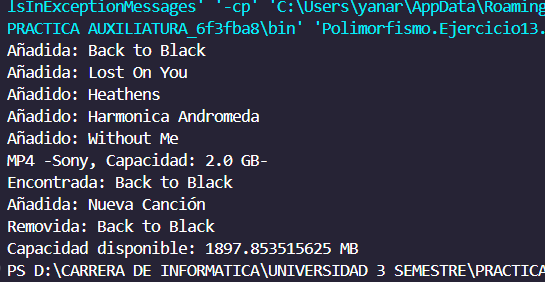 lsInExceptionMessages' '-cp' 'C:\Users\yanar\AppData\Roaming
PRACTICA AUXILIATURA_6f3fba8\bin' 'Polimorfismo.Ejercicio13.
Añadida: Back to Black
Añadido: Lost On You
Añadido: Heathens
Añadido: Harmonica Andromeda
Añadido: Without Me
MP4 -Sony, Capacidad: 2.0 GB-
Encontrada: Back to Black
Añadida: Nueva Canción
Removida: Back to Black
Capacidad disponible: 1897.853515625 MB
PS D:\CARRERA DE INFORMATICA\UNIVERSIDAD 3 SEMESTRE\PRACTICA